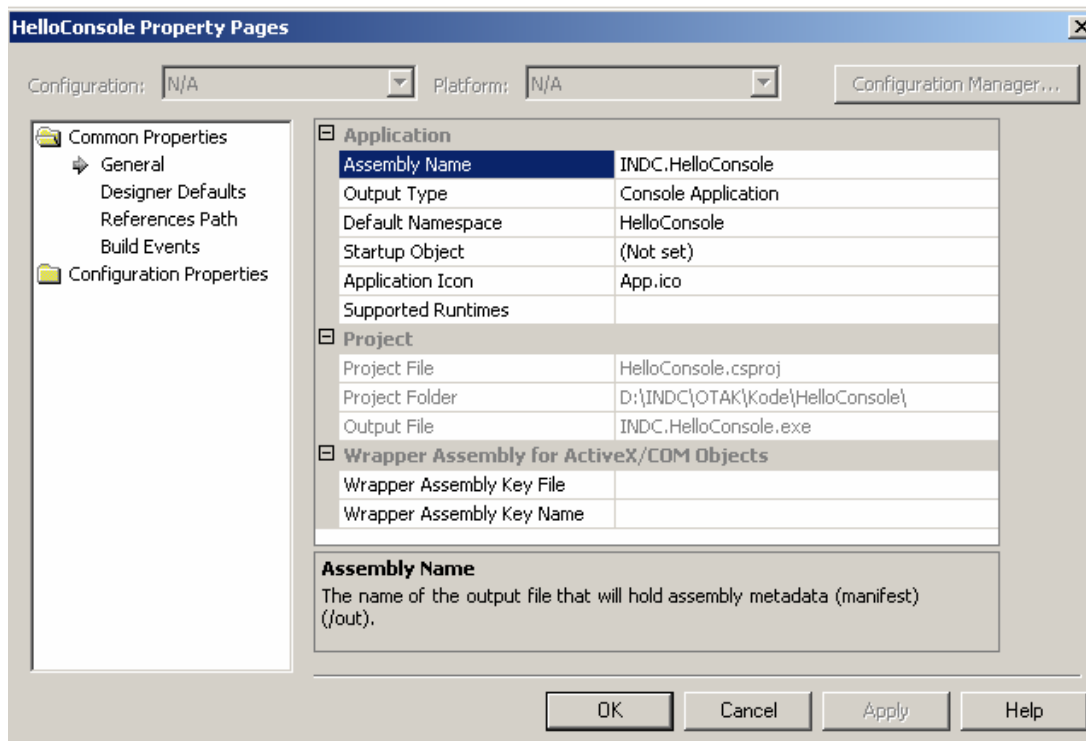 HelloConsole Property Pages
Configuration: N/A Platform: N/A Configuration Manager...
Common Properties
General
Designer Defaults
References Path
Build Events
Configuration Properties
Application
Assembly Name INDC.HelloConsole
Output Type Console Application
Default Namespace HelloConsole
Startup Object (Not set)
Application Icon App.ico
Supported Runtimes
Project
Project File HelloConsole.csproj
Project Folder D:\INDC\OTAK\Kode\HelloConsole\
Output File INDC.HelloConsole.exe
Wrapper Assembly for ActiveX/COM Objects
Wrapper Assembly Key File
Wrapper Assembly Key Name
Assembly Name
The name of the output file that will hold assembly metadata (manifest)
(/out).
OK Cancel Apply Help